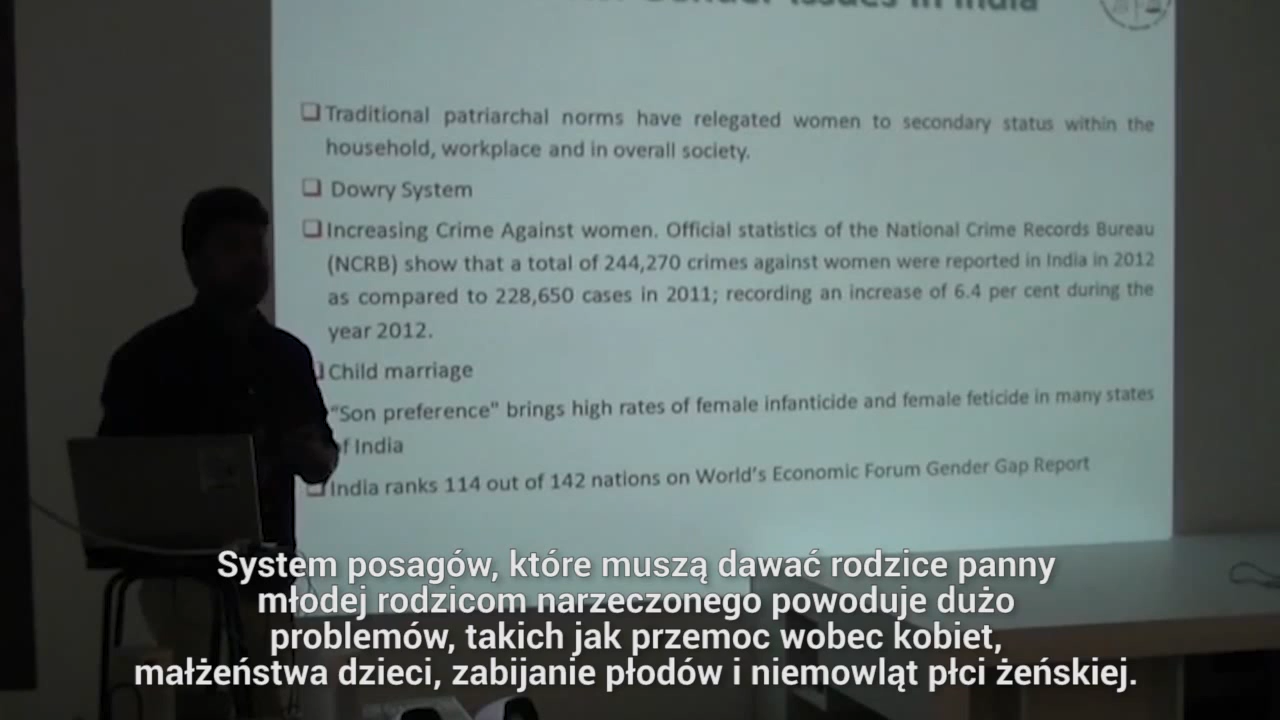 Gender Issues in India
Traditional patriarchal norms have relegated women to secondary status within the
household, workplace and in overall society.
Dowry System
Increasing Crime Against women. Official statistics of the National Crime Records Bureau
(NCRB) show that a total of 244,270 crimes against women were reported in India in 2012
as compared to 228,650 cases in 2011; recording an increase of 6.4 per cent during the
year 2012.
Child marriage
"Son preference" brings high rates of female infanticide and female feticide in many states
of India
India ranks 114 out of 142 nations on World's Economic Forum Gender Gap Report
System posagów, które muszą dawać rodzice panny
młodej rodzicom narzeczonego powoduje dużo
problemów, takich jak przemoc wobec kobiet,
małżeństwa dzieci, zabijanie płodów i niemowląt płci żeńskiej.